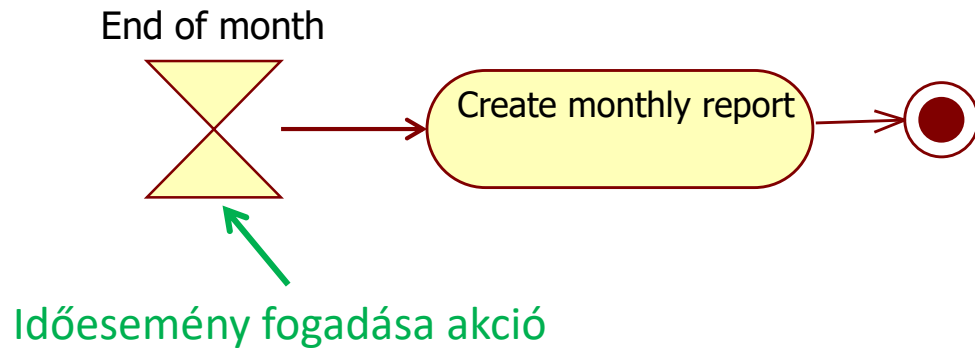 End of month
Create monthly report
Időesemény fogadása akció